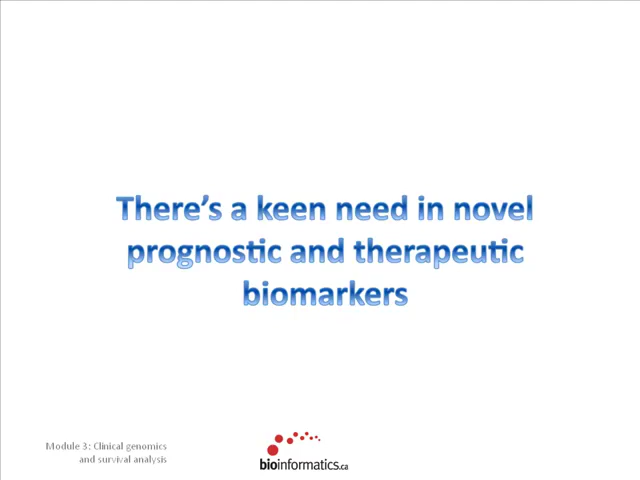 There's a keen need in novel
prognostic and therapeutic
biomarkers
Module 3: Clinical genomics
and survival analysis
bioinformatics.ca